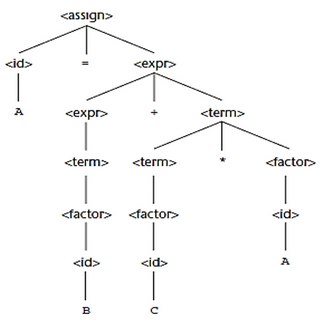 <assign>
<id> = <expr>
A <expr> + <term>
<term> <term> * <factor>
<factor> <factor> <id>
<id> <id> A
B C